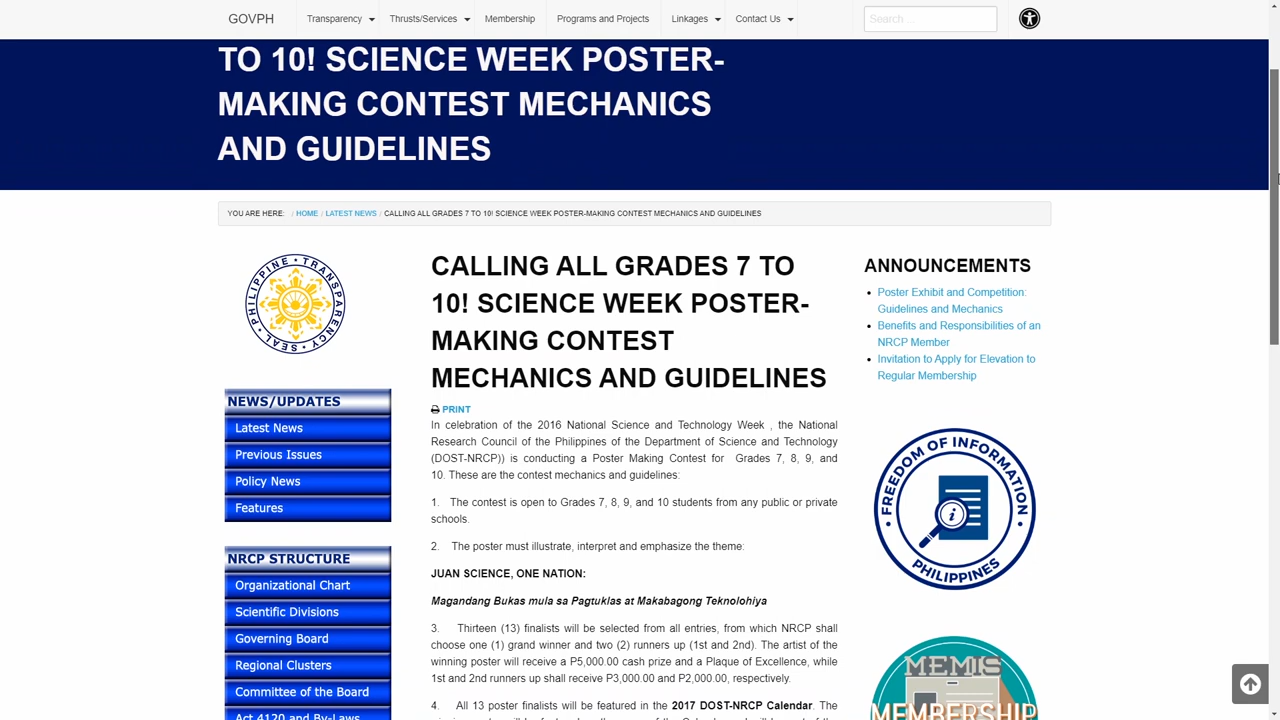 GOVPH
Transparency
Thrusts/Services
Membership
Programs and Projects
Linkages
Contact Us
Search ...
TO 10! SCIENCE WEEK POSTER-
MAKING CONTEST MECHANICS
AND GUIDELINES
YOU ARE HERE: / HOME / LATEST NEWS / CALLING ALL GRADES 7 TO 10! SCIENCE WEEK POSTER-MAKING CONTEST MECHANICS AND GUIDELINES
PHILIPPINE • TRANSPARENCY SEAL •
NEWS/UPDATES
Latest News
Previous Issues
Policy News
Features
NRCP STRUCTURE
Organizational Chart
Scientific Divisions
Governing Board
Regional Clusters
Committee of the Board
Act 4120 and By-Laws
CALLING ALL GRADES 7 TO
10! SCIENCE WEEK POSTER-
MAKING CONTEST
MECHANICS AND GUIDELINES
PRINT
In celebration of the 2016 National Science and Technology Week , the National
Research Council of the Philippines of the Department of Science and Technology
(DOST-NRCP)) is conducting a Poster Making Contest for Grades 7, 8, 9, and
10. These are the contest mechanics and guidelines:
1. The contest is open to Grades 7, 8, 9, and 10 students from any public or private
schools.
2. The poster must illustrate, interpret and emphasize the theme:
JUAN SCIENCE, ONE NATION:
Magandang Bukas mula sa Pagtuklas at Makabagong Teknolohiya
3. Thirteen (13) finalists will be selected from all entries, from which NRCP shall
choose one (1) grand winner and two (2) runners up (1st and 2nd). The artist of the
winning poster will receive a P5,000.00 cash prize and a Plaque of Excellence, while
1st and 2nd runners up shall receive P3,000.00 and P2,000.00, respectively.
4. All 13 poster finalists will be featured in the 2017 DOST-NRCP Calendar. The
ANNOUNCEMENTS
• Poster Exhibit and Competition:
Guidelines and Mechanics
• Benefits and Responsibilities of an
NRCP Member
• Invitation to Apply for Elevation to
Regular Membership
• FREEDOM OF INFORMATION •
PHILIPPINES
MEMIS
MEMBERSHIP